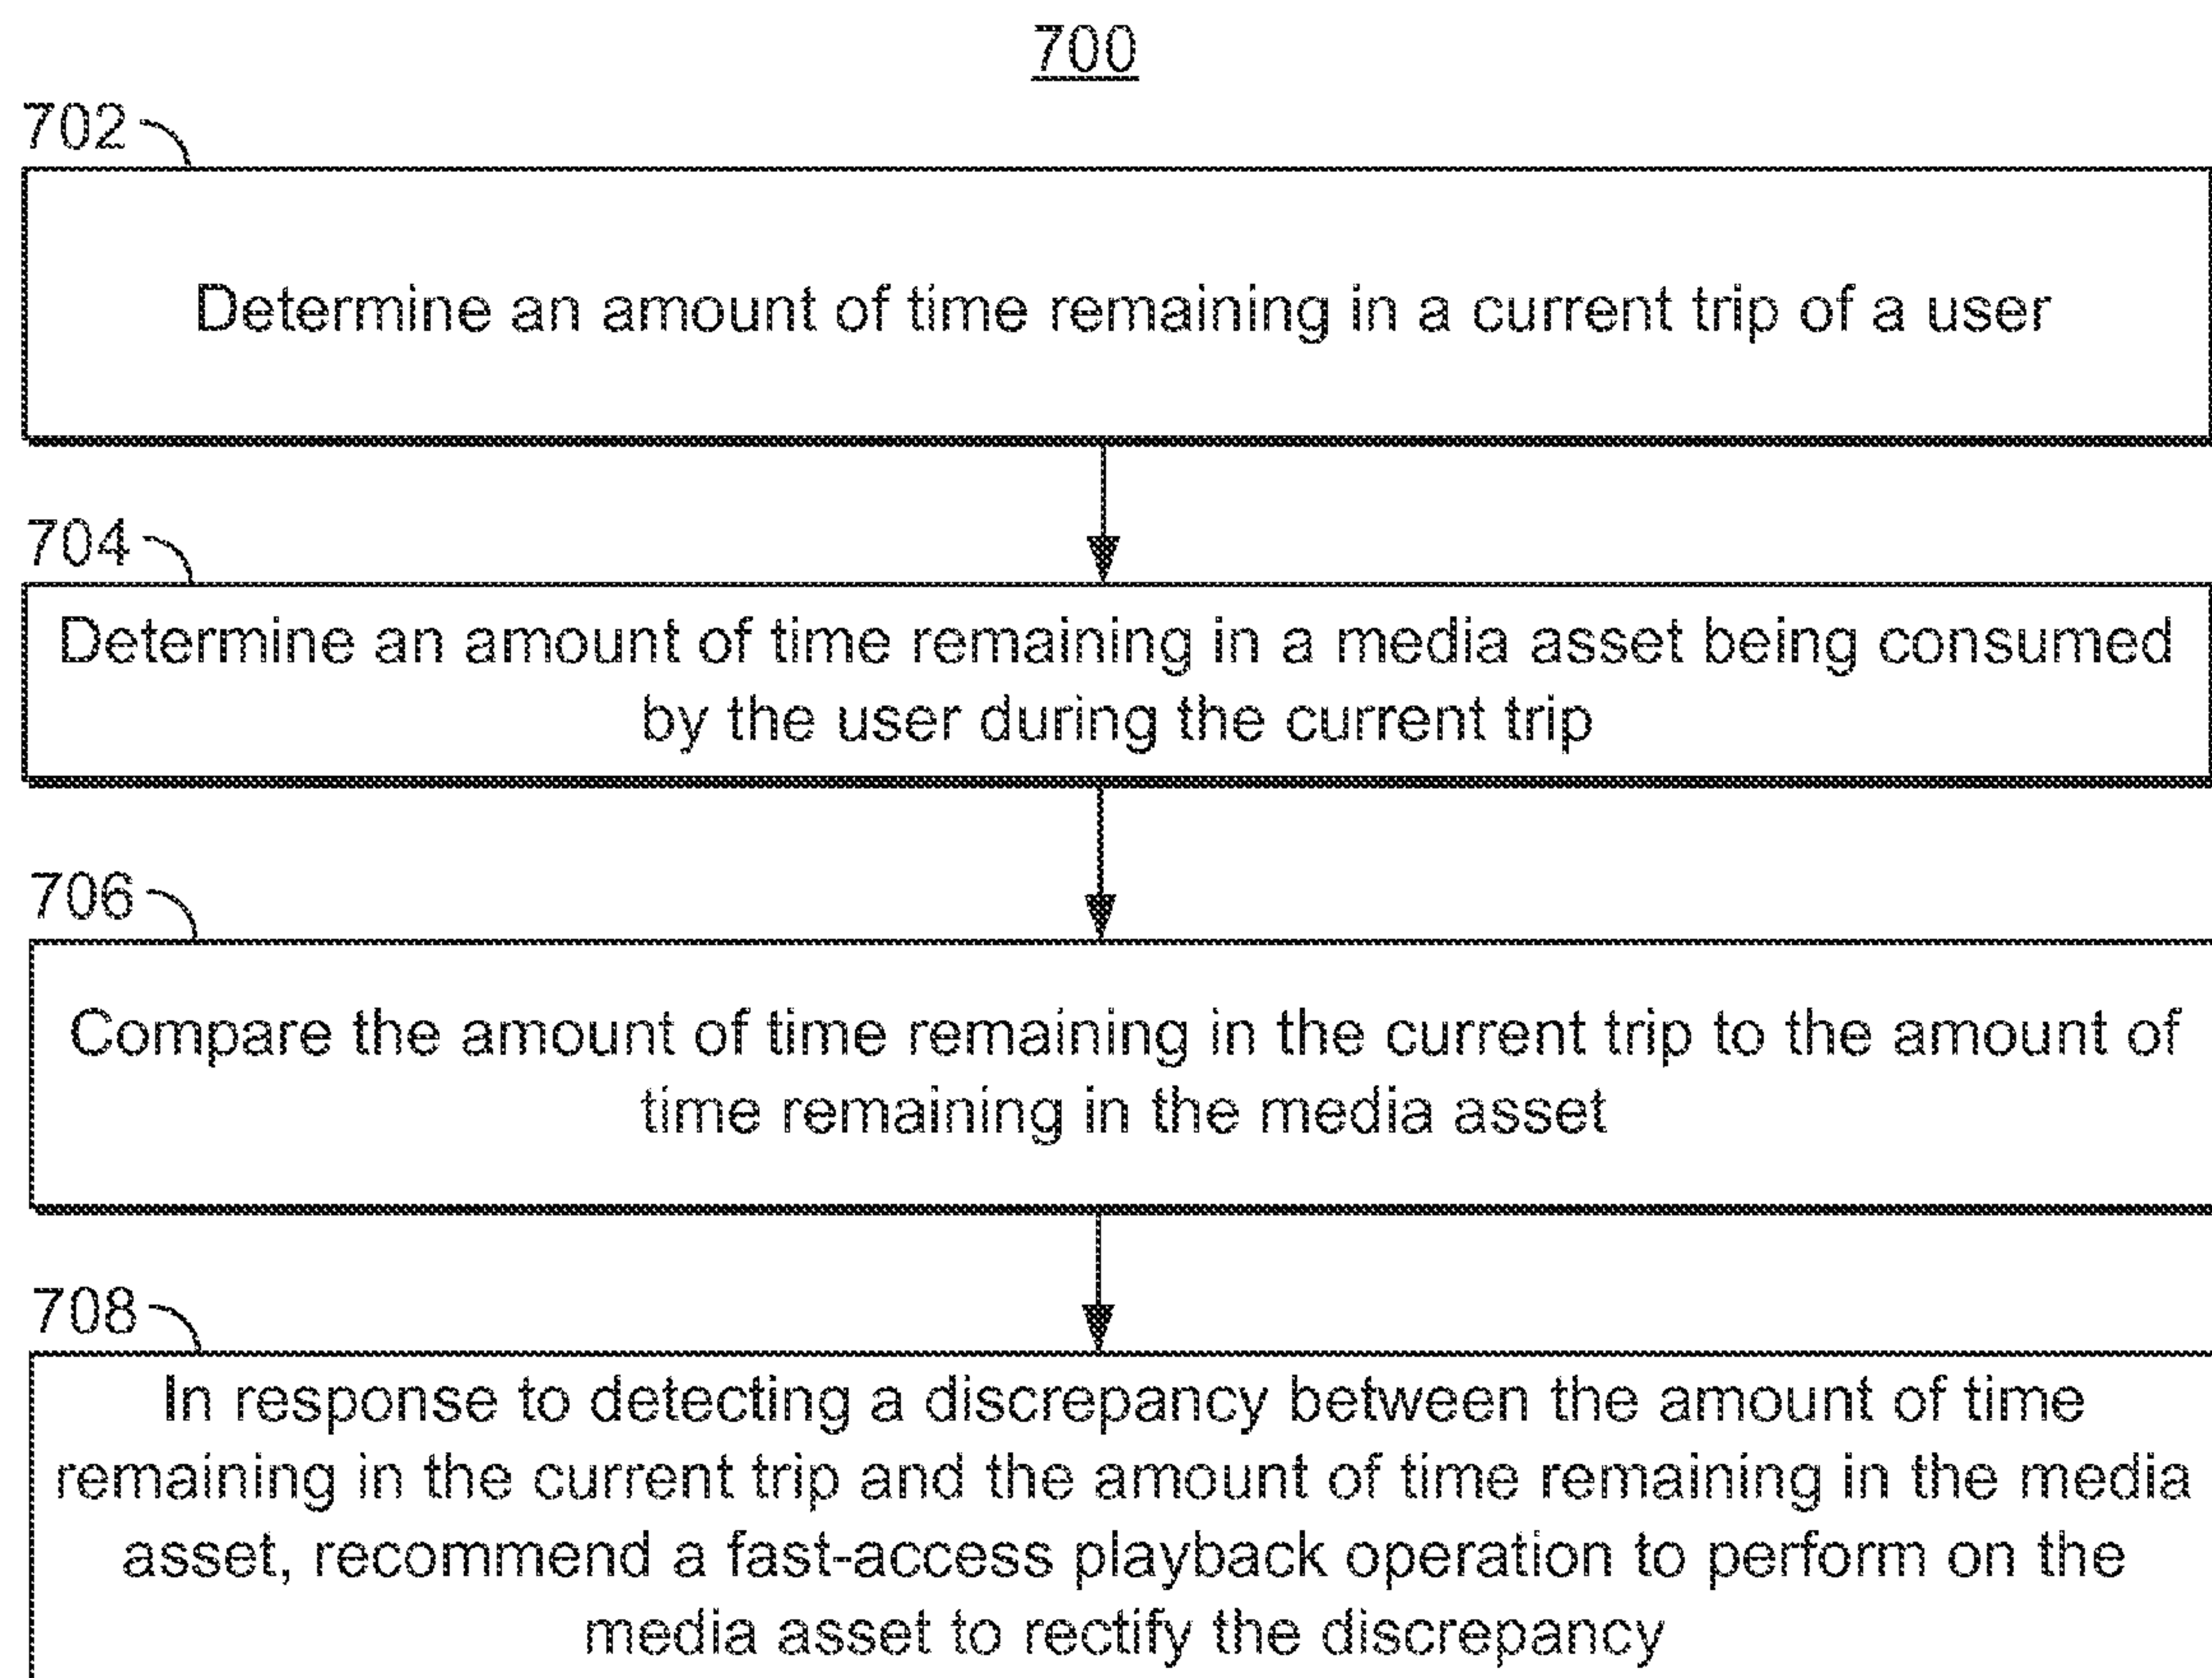 700
702
Determine an amount of time remaining in a current trip of a user
704
Determine an amount of time remaining in a media asset being consumed
by the user during the current trip
706
Compare the amount of time remaining in the current trip to the amount of
time remaining in the media asset
708
In response to detecting a discrepancy between the amount of time
remaining in the current trip and the amount of time remaining in the media
asset, recommend a fast-access playback operation to perform on the
media asset to rectify the discrepancy